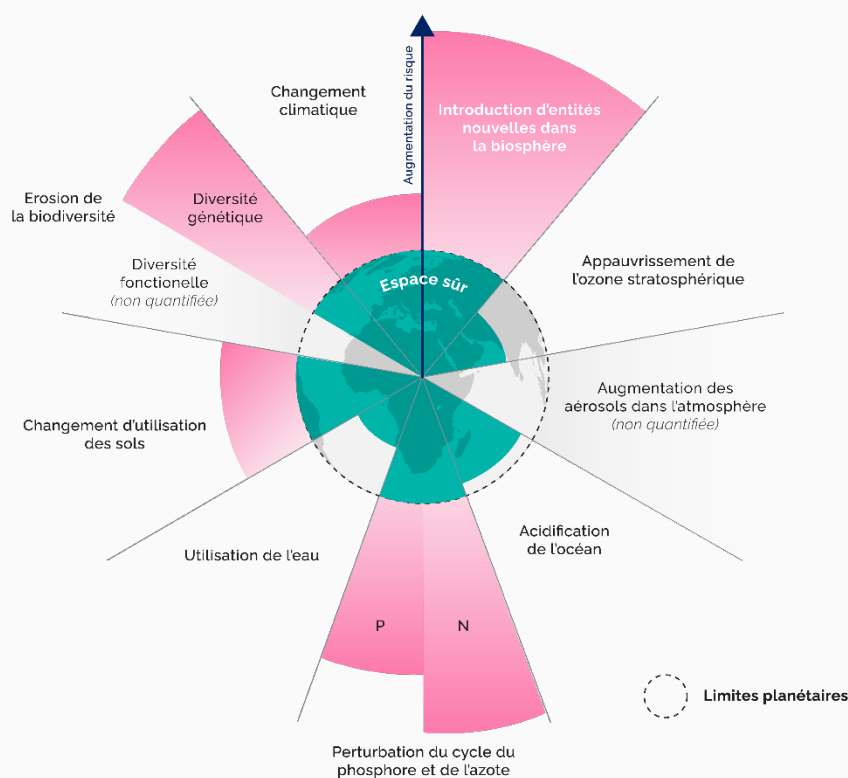 Augmentation du risque
Changement
climatique
Introduction d'entités
nouvelles dans
la biosphère
Erosion de
la biodiversité
Diversité
génétique
Diversité
fonctionelle
(non quantifiée)
Espace sûr
Appauvrissement de
l'ozone stratosphérique
Augmentation des
aérosols dans l'atmosphère
(non quantifiée)
Changement d'utilisation
des sols
Utilisation de l'eau
Acidification
de l'océan
P
N
Limites planétaires
Perturbation du cycle du
phosphore et de l'azote